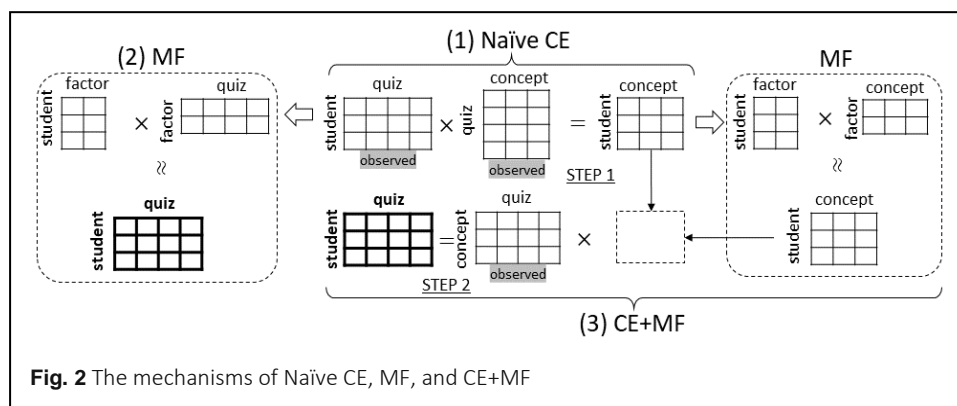 (1) Naïve CE
(2) MF
MF
factor
quiz
student
×
factor
≈
quiz
student
quiz
concept
concept
student
×
quiz
=
student
observed
observed
STEP 1
quiz
quiz
student
=
concept
×
observed
STEP 2
factor
concept
student
×
factor
≈
concept
student
(3) CE+MF
Fig. 2 The mechanisms of Naïve CE, MF, and CE+MF